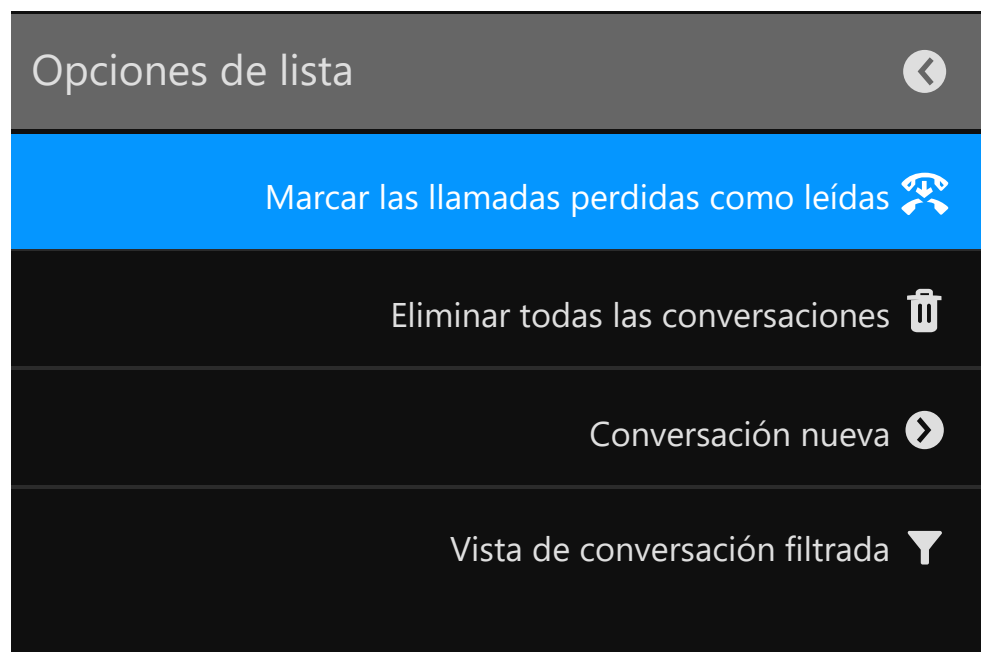 Opciones de lista
Marcar las llamadas perdidas como leídas
Eliminar todas las conversaciones
Conversación nueva
Vista de conversación filtrada